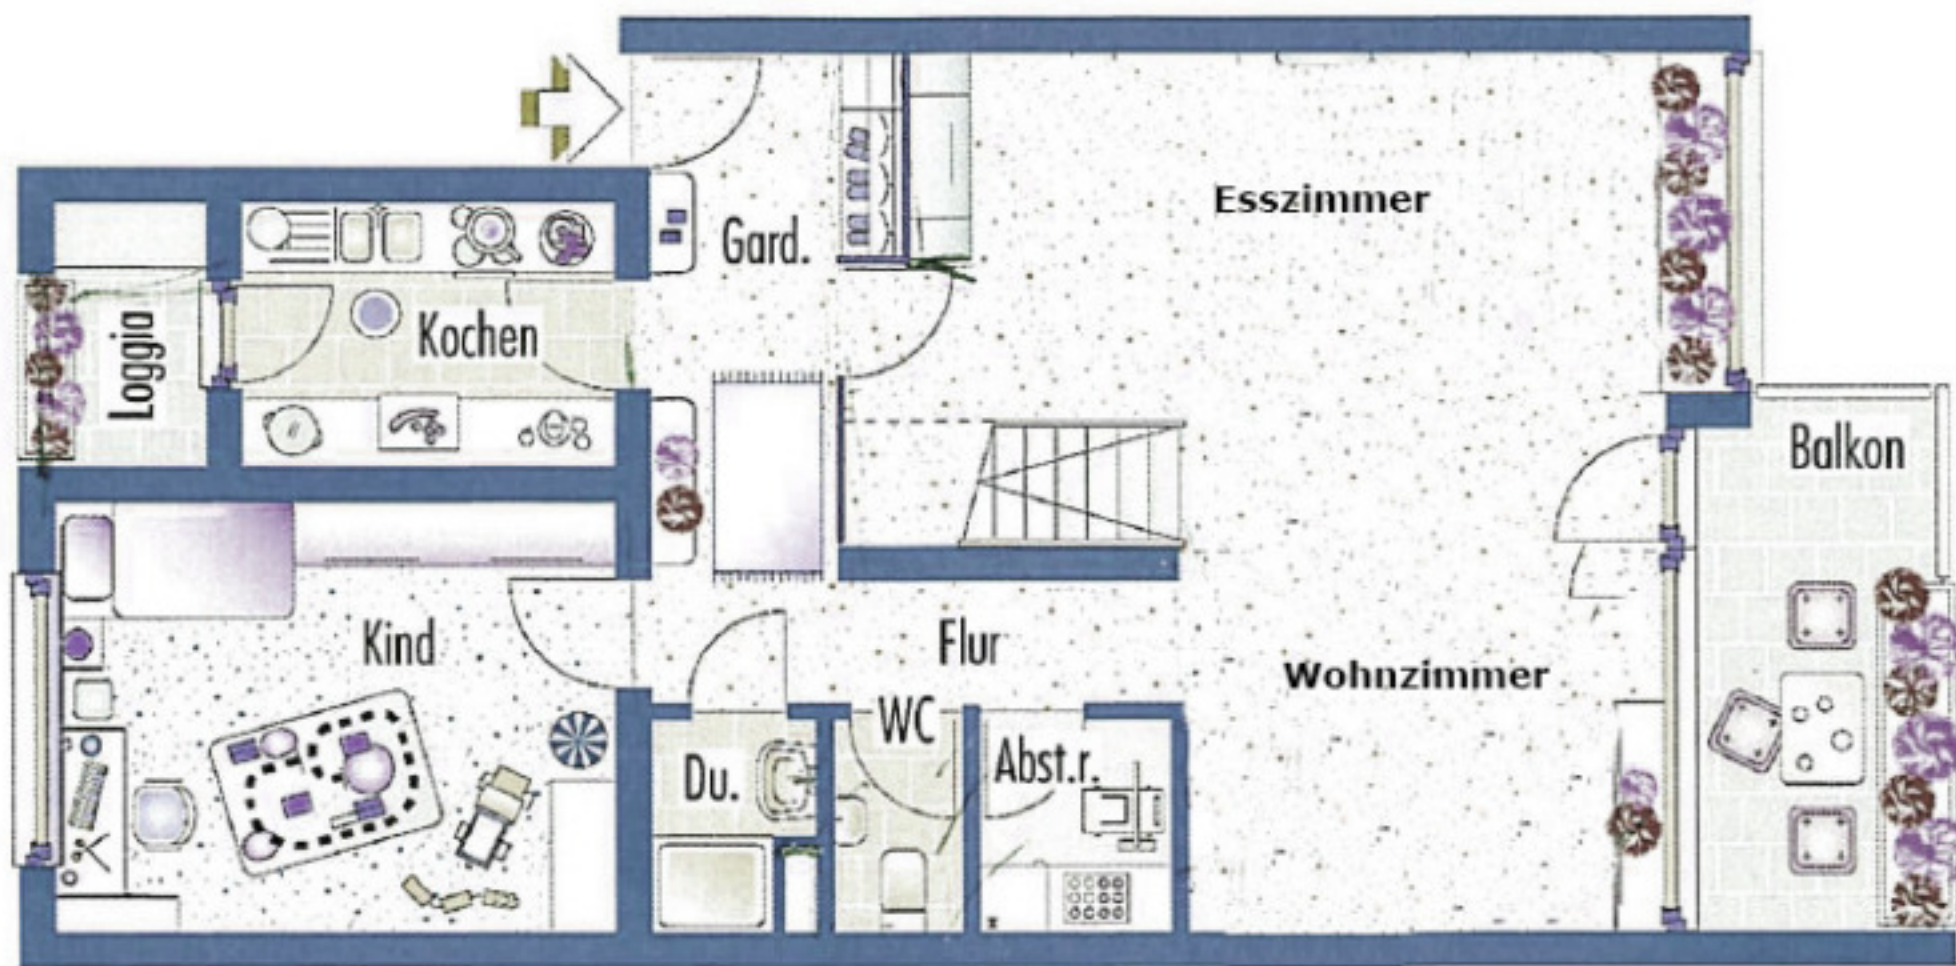 Esszimmer
Gard.
Loggia
Kochen
Balkon
Kind
Flur
Wohnzimmer
WC
Du.
Abst.r.